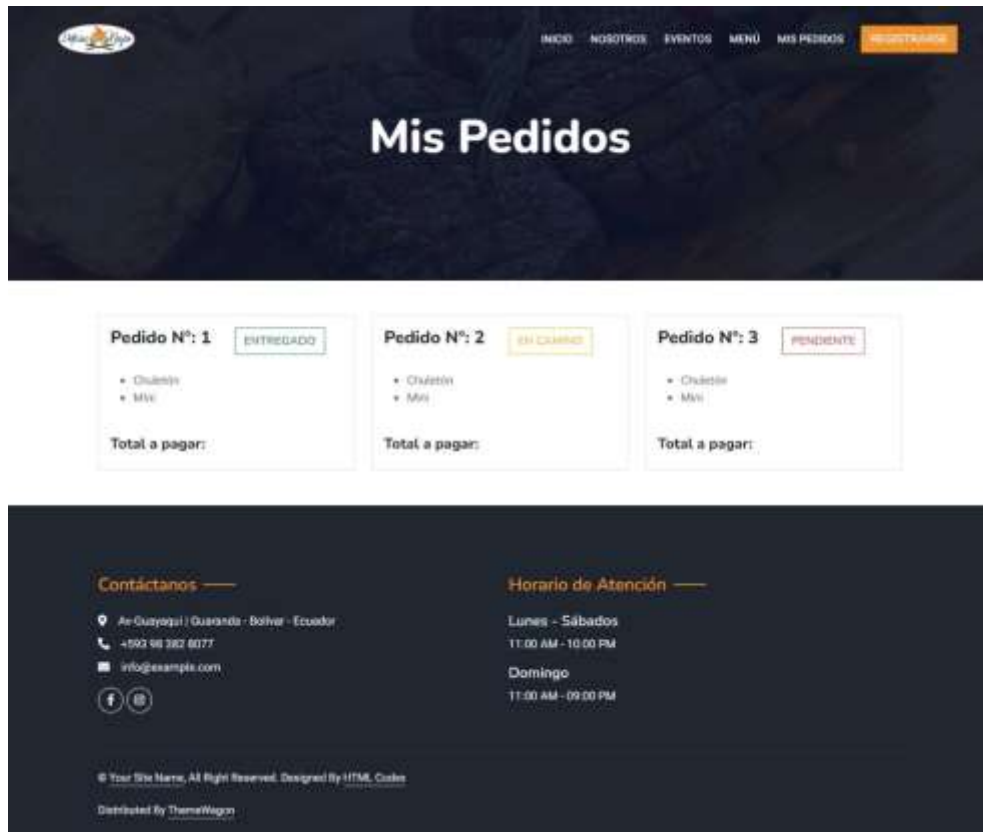 INICIO NOSOTROS EVENTOS MENÚ MIS PEDIDOS REGISTRARSE
Mis Pedidos
Pedido N°: 1 ENTREGADO
Chuletón
Mini
Total a pagar:
Pedido N°: 2 EN CAMINO
Chuletón
Mini
Total a pagar:
Pedido N°: 3 PENDIENTE
Chuletón
Mini
Total a pagar:
Contáctanos
Av-Guayaqui | Guaranda - Bolívar - Ecuador
+593 98 382 8077
info@example.com
Horario de Atención
Lunes - Sábados
11:00 AM - 10:00 PM
Domingo
11:00 AM - 09:00 PM
© Your Site Name, All Right Reserved. Designed By HTML Codex
Distributed By ThemeWagon